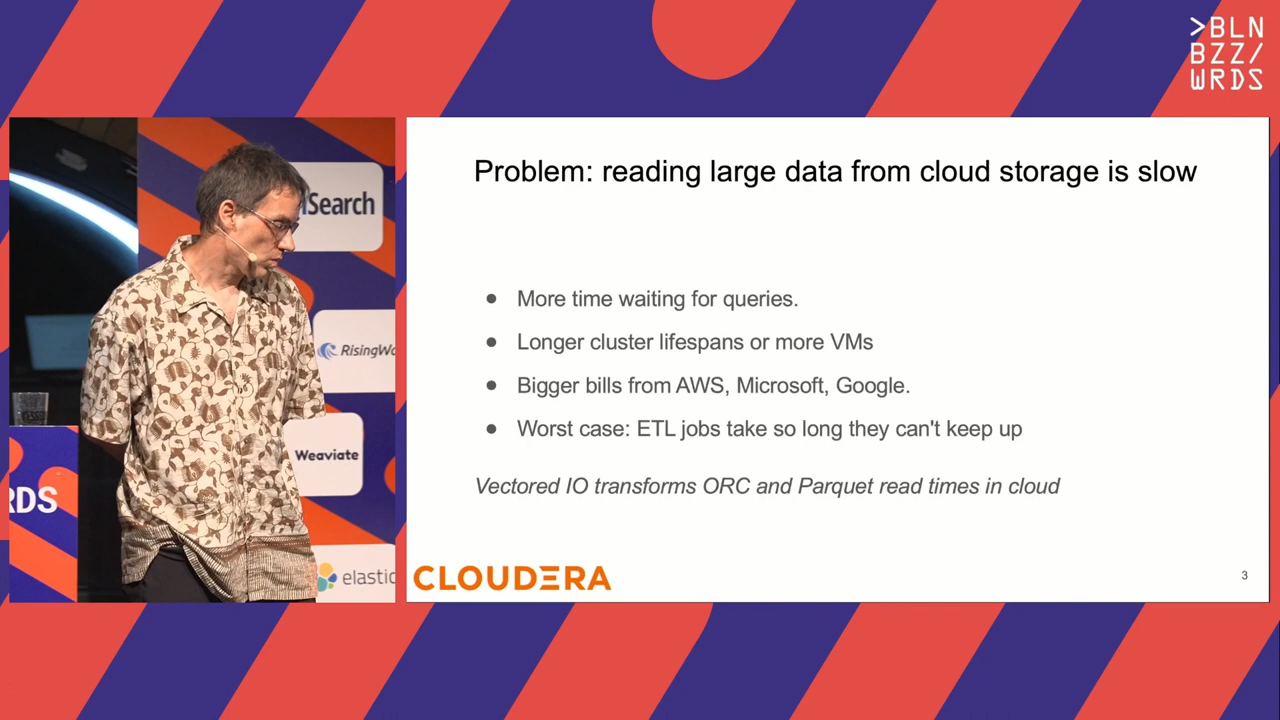 >BLN
BZZ/
WRDS
Search
RisingWa
Weaviate
elastic
RDS
Problem: reading large data from cloud storage is slow
● More time waiting for queries.
● Longer cluster lifespans or more VMs
● Bigger bills from AWS, Microsoft, Google.
● Worst case: ETL jobs take so long they can't keep up
Vectored IO transforms ORC and Parquet read times in cloud
CLOUDERA
3